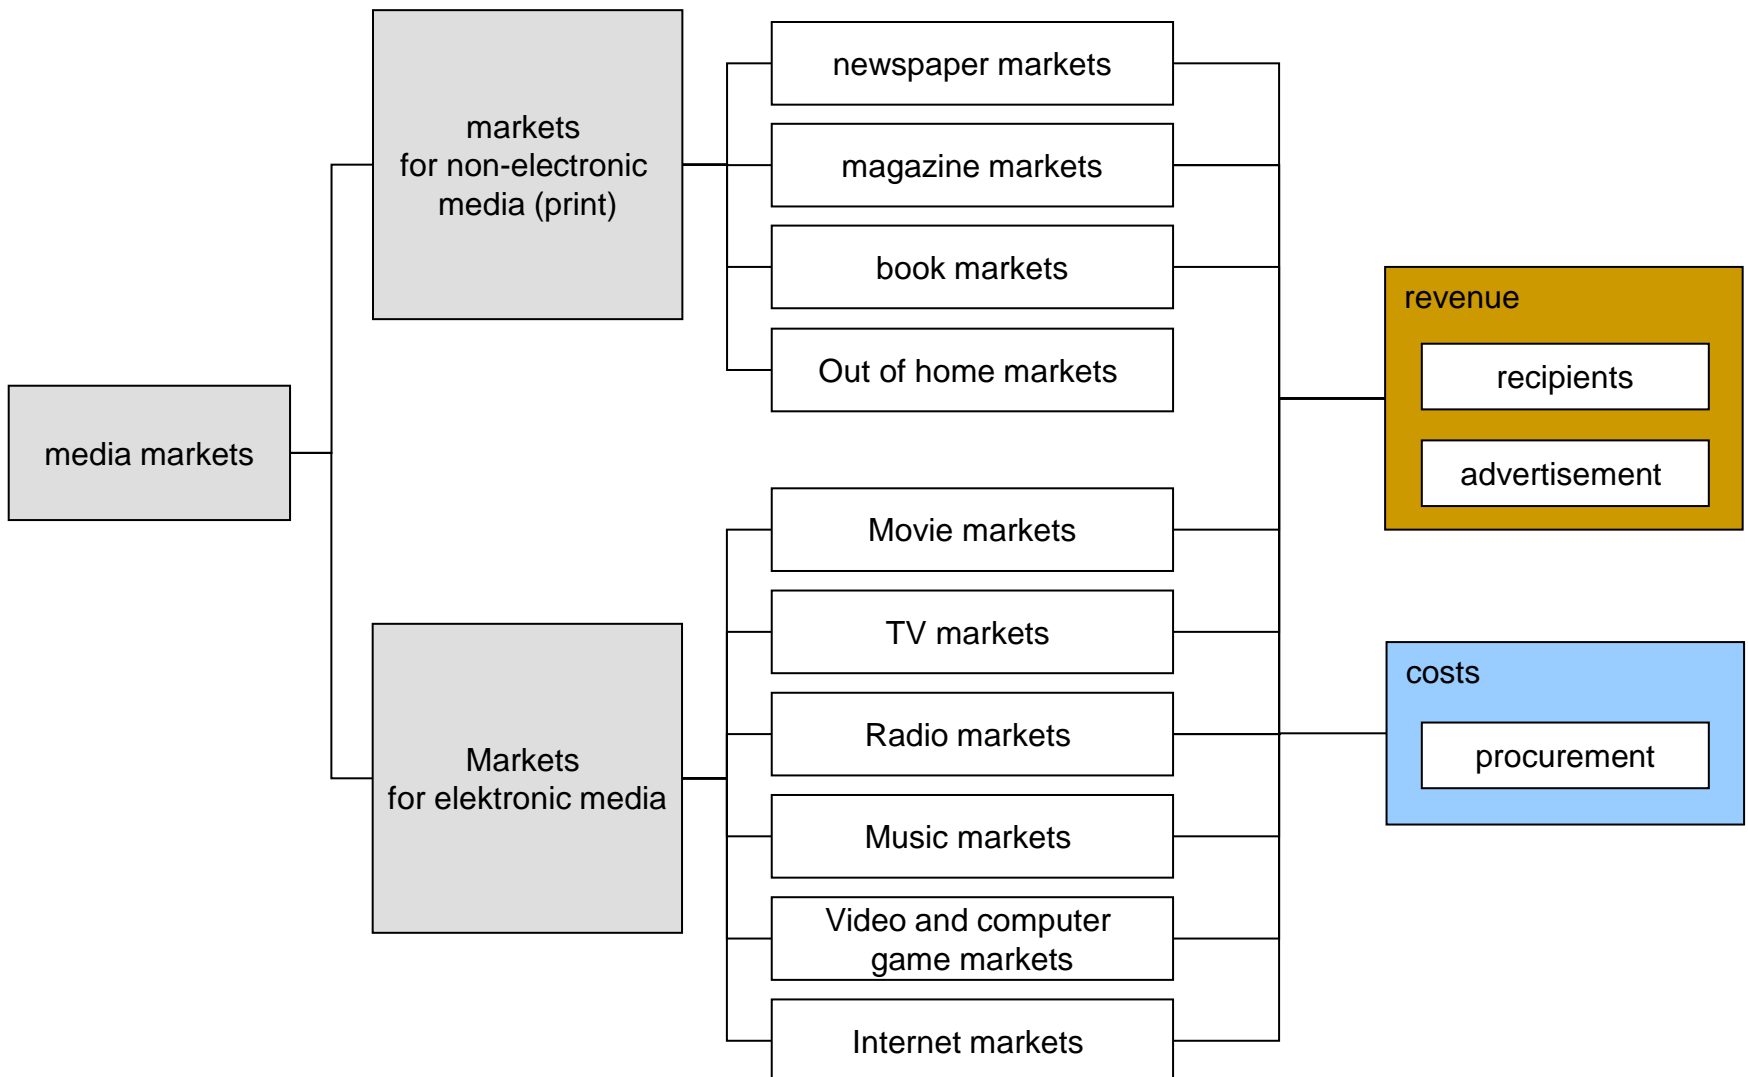 media markets
markets
for non-electronic
media (print)
Markets
for elektronic media
newspaper markets
magazine markets
book markets
Out of home markets
Movie markets
TV markets
Radio markets
Music markets
Video and computer
game markets
Internet markets
revenue
recipients
advertisement
costs
procurement